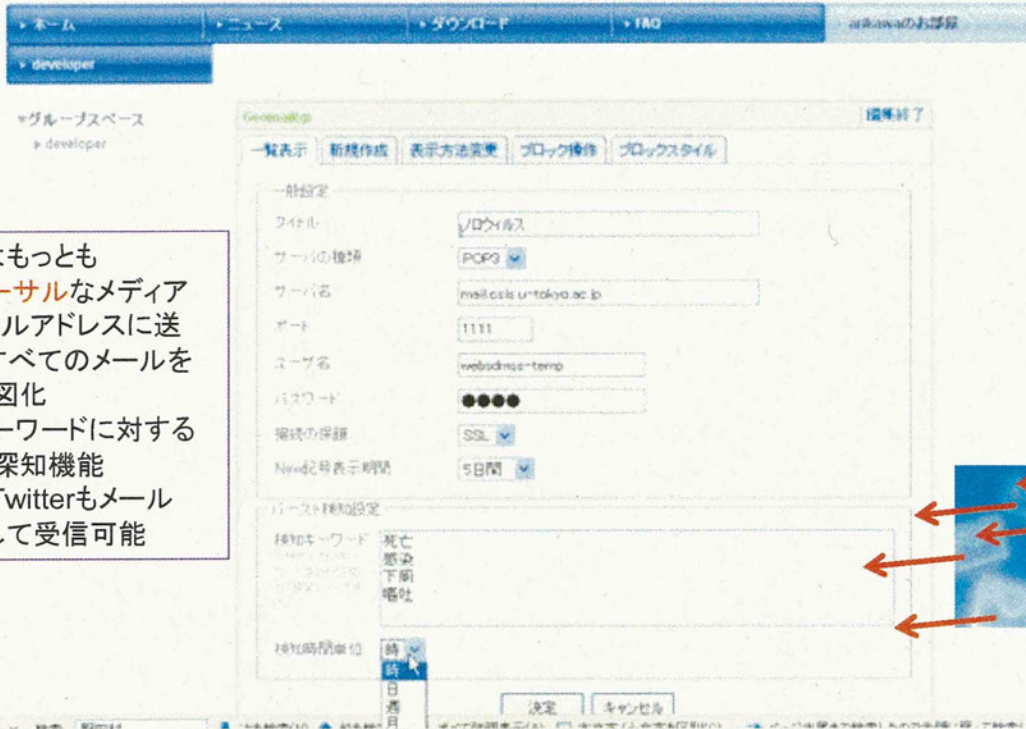 ホーム
ニュース
ダウンロード
FAQ
arikawaのお部屋
developer
▼グループスペース
developer
編集終了
一覧表示
新規作成
表示方法変更
ブロック操作
ブロックスタイル
一般設定
タイトル
ノロウィルス
サーバの種類
POP3
サーバ名
mail.csis.u-tokyo.ac.jp
ポート
1111
ユーザ名
パスワード
●●●●
SSL
New記号表示期間
5日間
はもっとも
ーサルなメディア
ルアドレスに送
すべてのメールを
図化
ーワードに対する
探知機能
Twitterもメール
して受信可能
バースト検知設定
検知キーワード
死亡
感染
下痢
嘔吐
検知時間単位
時
時
日
週
月
決定
キャンセル